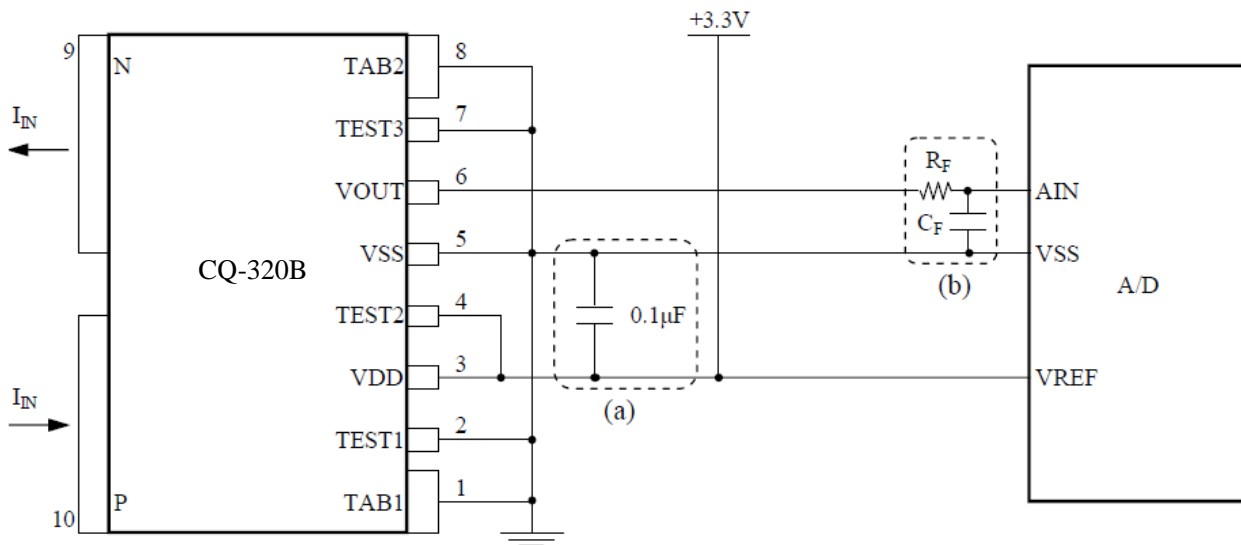 +3.3V
9
N
TAB2
8
I_IN
TEST3
7
VOUT
6
R_F
C_F
AIN
VSS
5
VSS
(b)
A/D
CQ-320B
TEST2
4
0.1μF
VDD
3
VREF
(a)
I_IN
TEST1
2
10
P
TAB1
1